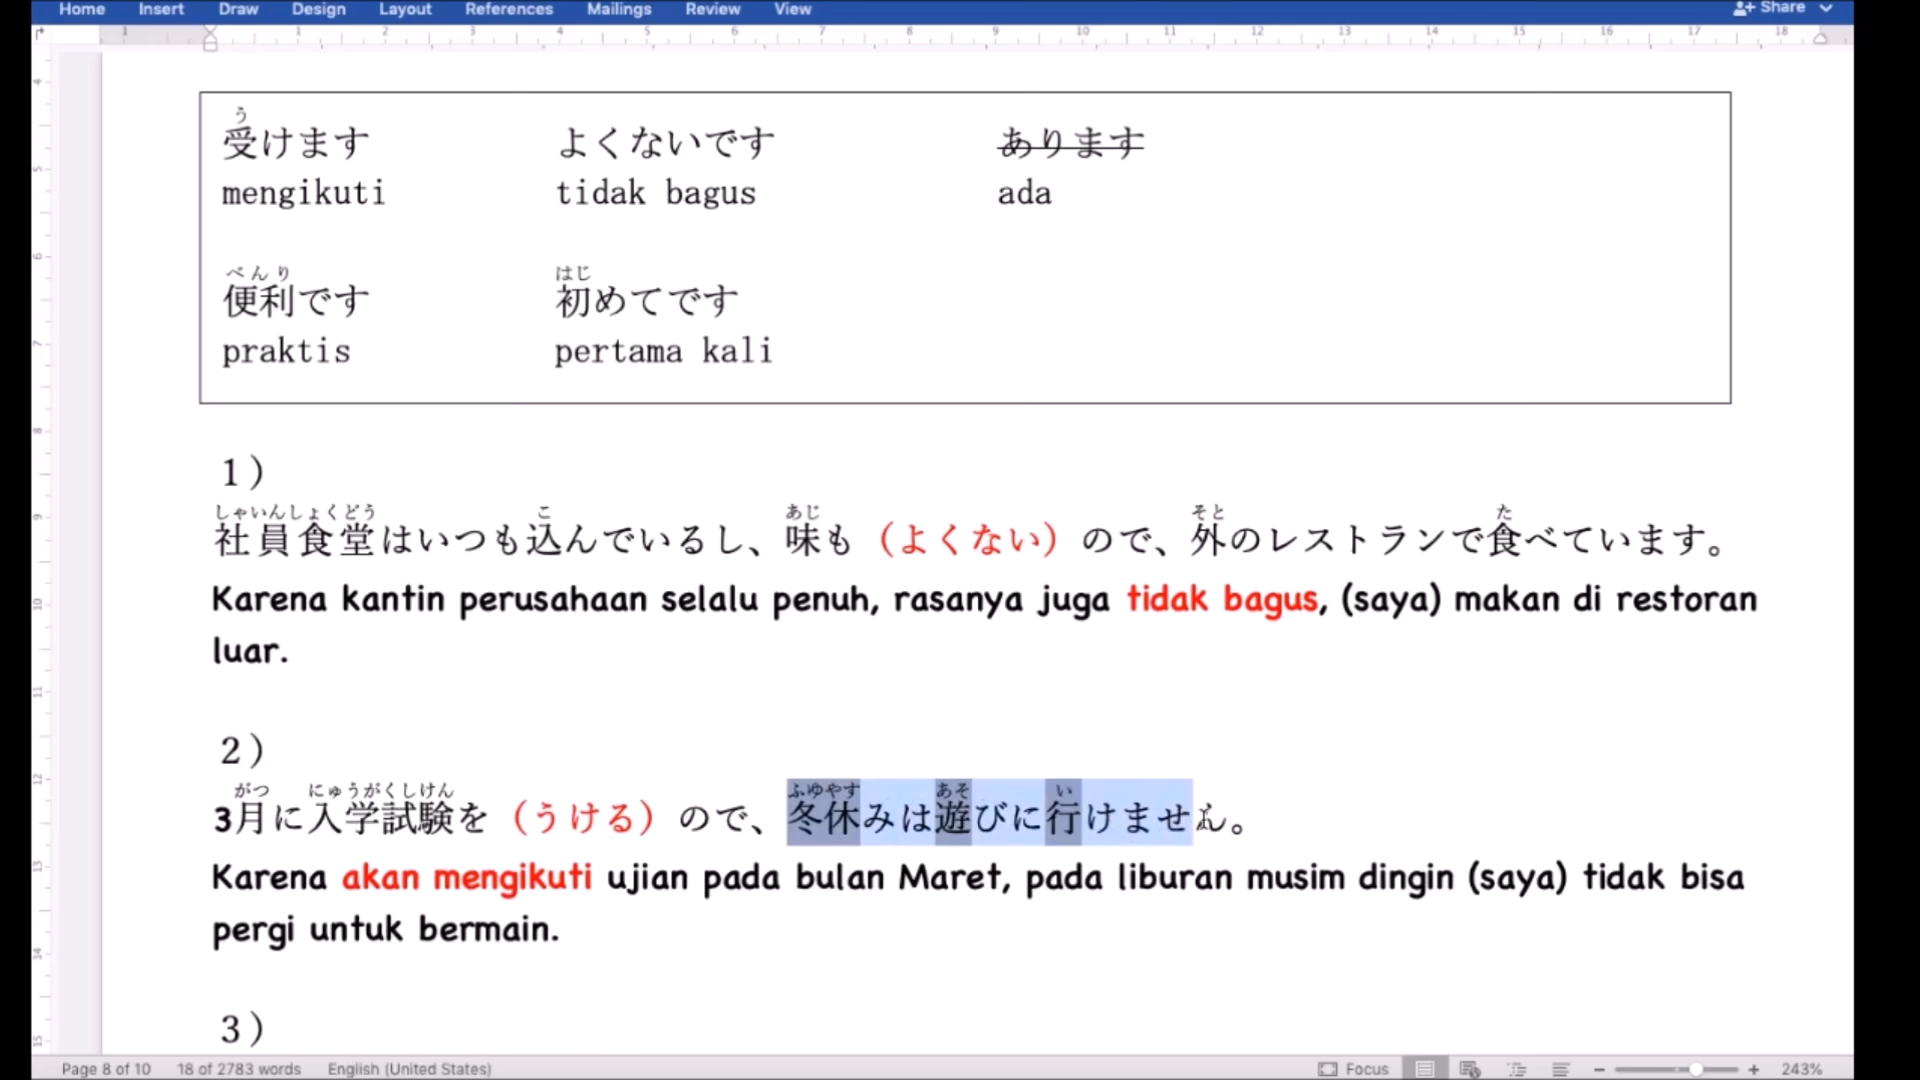 Home Insert Draw Design Layout References Mailings Review View Share
う
受けます よくないです あります
mengikuti tidak bagus ada
べんり はじ
便利です 初めてです
praktis pertama kali
1）
しゃいんしょくどう こ あじ そと た
社員食堂はいつも込んでいるし、味も（よくない）ので、外のレストランで食べています。
Karena kantin perusahaan selalu penuh, rasanya juga tidak bagus, (saya) makan di restoran
luar.
2）
がつ にゅうがくしけん ふゆやす あそ い
3月に入学試験を（うける）ので、冬休みは遊びに行けません。
Karena akan mengikuti ujian pada bulan Maret, pada liburan musim dingin (saya) tidak bisa
pergi untuk bermain.
3）
Page 8 of 10 18 of 2783 words English (United States) Focus 243%